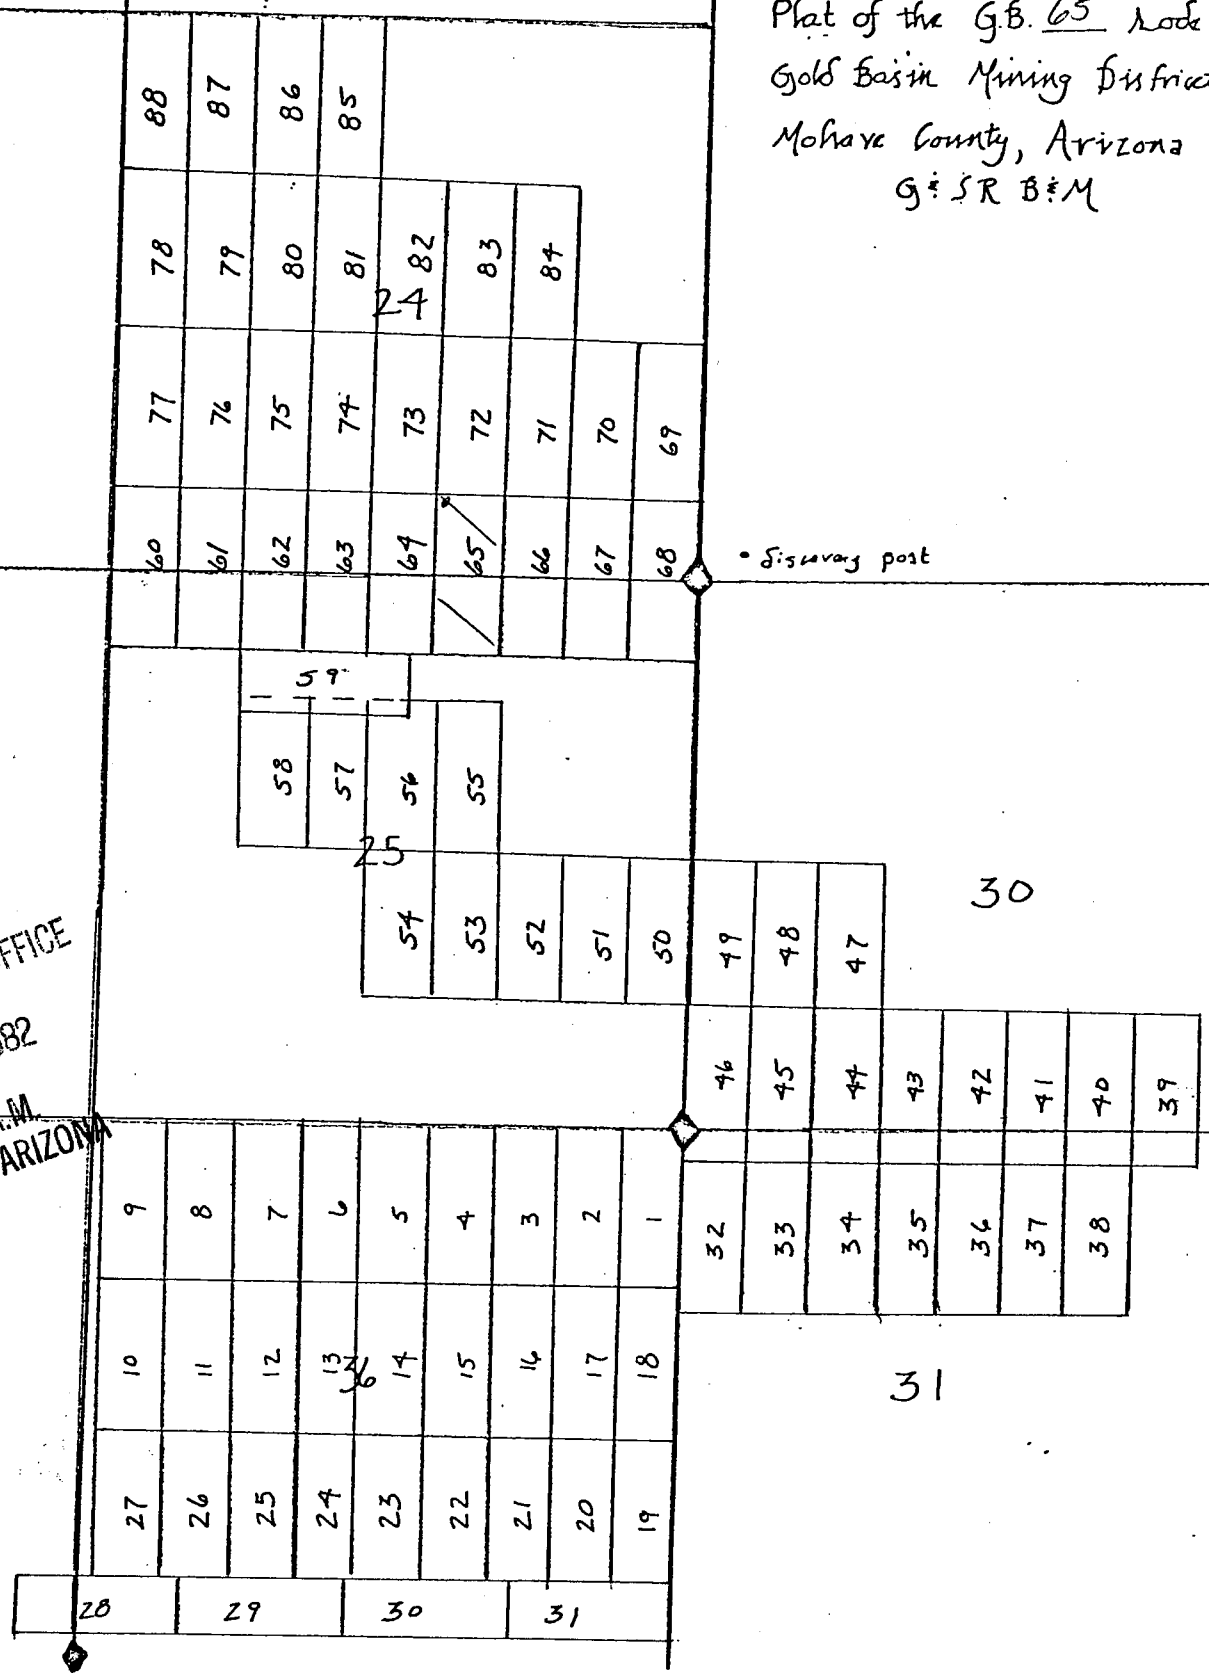 Plat of the G.B. 65 Lode
Gold Basin Mining District
Mohave County, Arizona
G & S R B & M
88 87 86 85
78 79 80 81 82 83 84
24
77 76 75 74 73 72 71 70 69
60 61 62 63 64 65 66 67 68
• discovery post
59
58 57 56 55
25
30
54 53 52 51 50 49 48 47
FFICE
982
46 45 44 43 42 41 40 39
.M.
ARIZONA
9 8 7 6 5 4 3 2 1
32 33 34 35 36 37 38
10 11 12 13 14 15 16 17 18
36
31
27 26 25 24 23 22 21 20 19
28 29 30 31